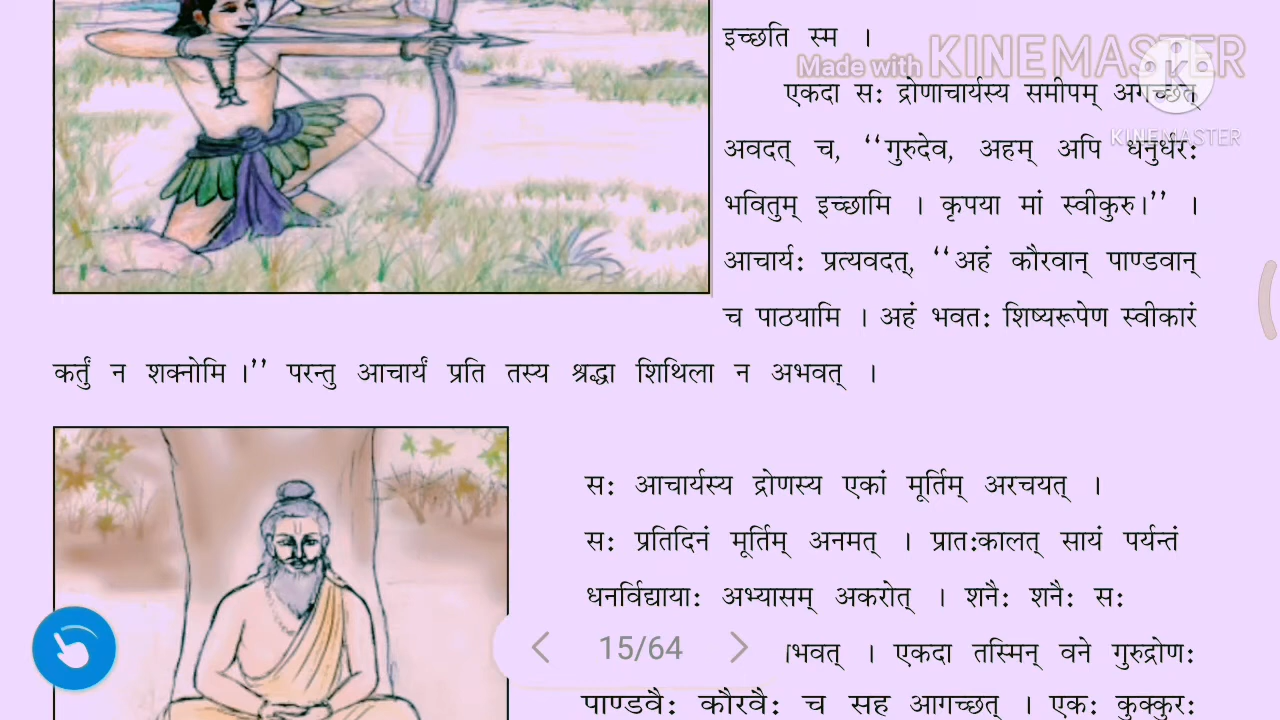 इच्छति स्म ।
Made with KINEMASTER
एकदा स: द्रोणाचार्यस्य समीपम् अगच्छत्
KINEMASTER
अवदत् च, ‘‘गुरुदेव, अहम् अपि धनुर्धर:
भवितुम् इच्छामि । कृपया मां स्वीकुरु।’’ ।
आचार्य: प्रत्यवदत्, ‘‘अहं कौरवान् पाण्डवान्
च पाठयामि । अहं भवत: शिष्यरूपेण स्वीकारं
कर्तुं न शक्नोमि ।’’ परन्तु आचार्यं प्रति तस्य श्रद्धा शिथिला न अभवत् ।
स: आचार्यस्य द्रोणस्य एकां मूर्तिम् अरचयत् ।
स: प्रतिदिनं मूर्तिम् अनमत् । प्रात:कालत् सायं पर्यन्तं
धनर्विद्याया: अभ्यासम् अकरोत् । शनै: शनै: स:
15/64
। एकदा तस्मिन् वने गुरुद्रोण:
पाण्डवै: कौरवै: च सह आगच्छत् । एक: कुक्कुर: